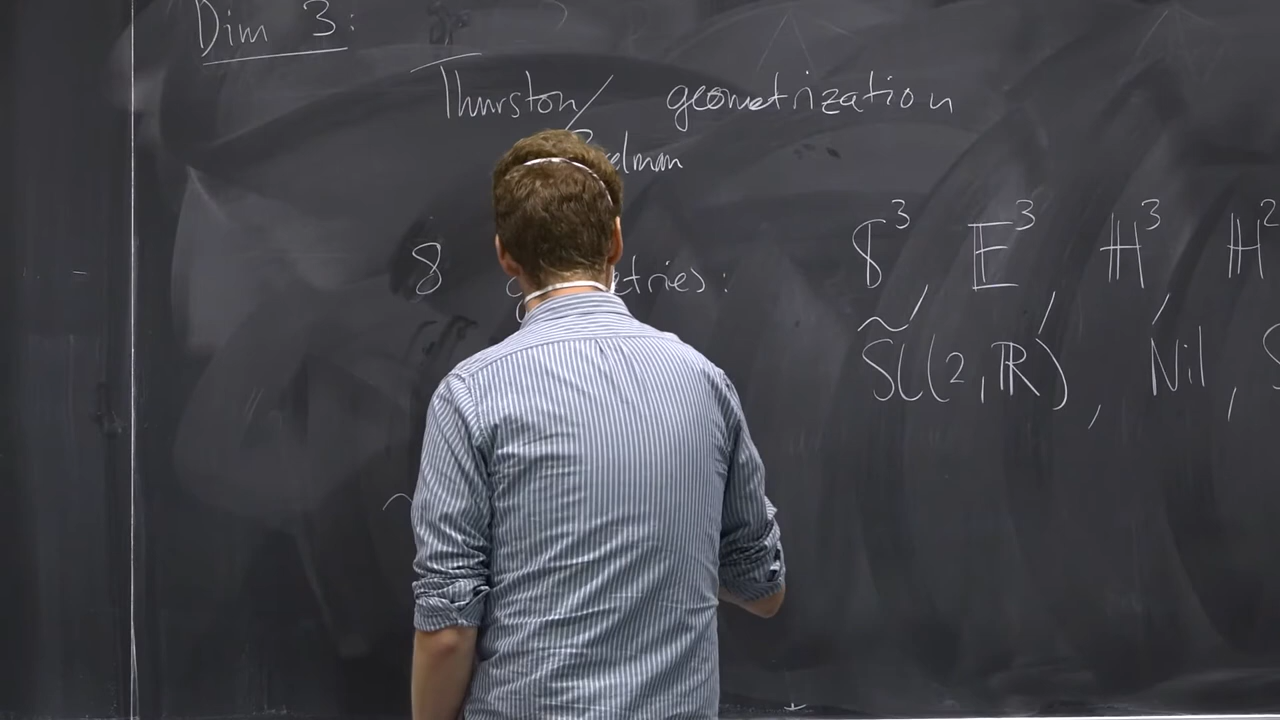 Dim 3:
Thurston/ geometrization
elman
8 etries: S³, E³, H³, H²
S̃L(2,ℝ), Nil, S